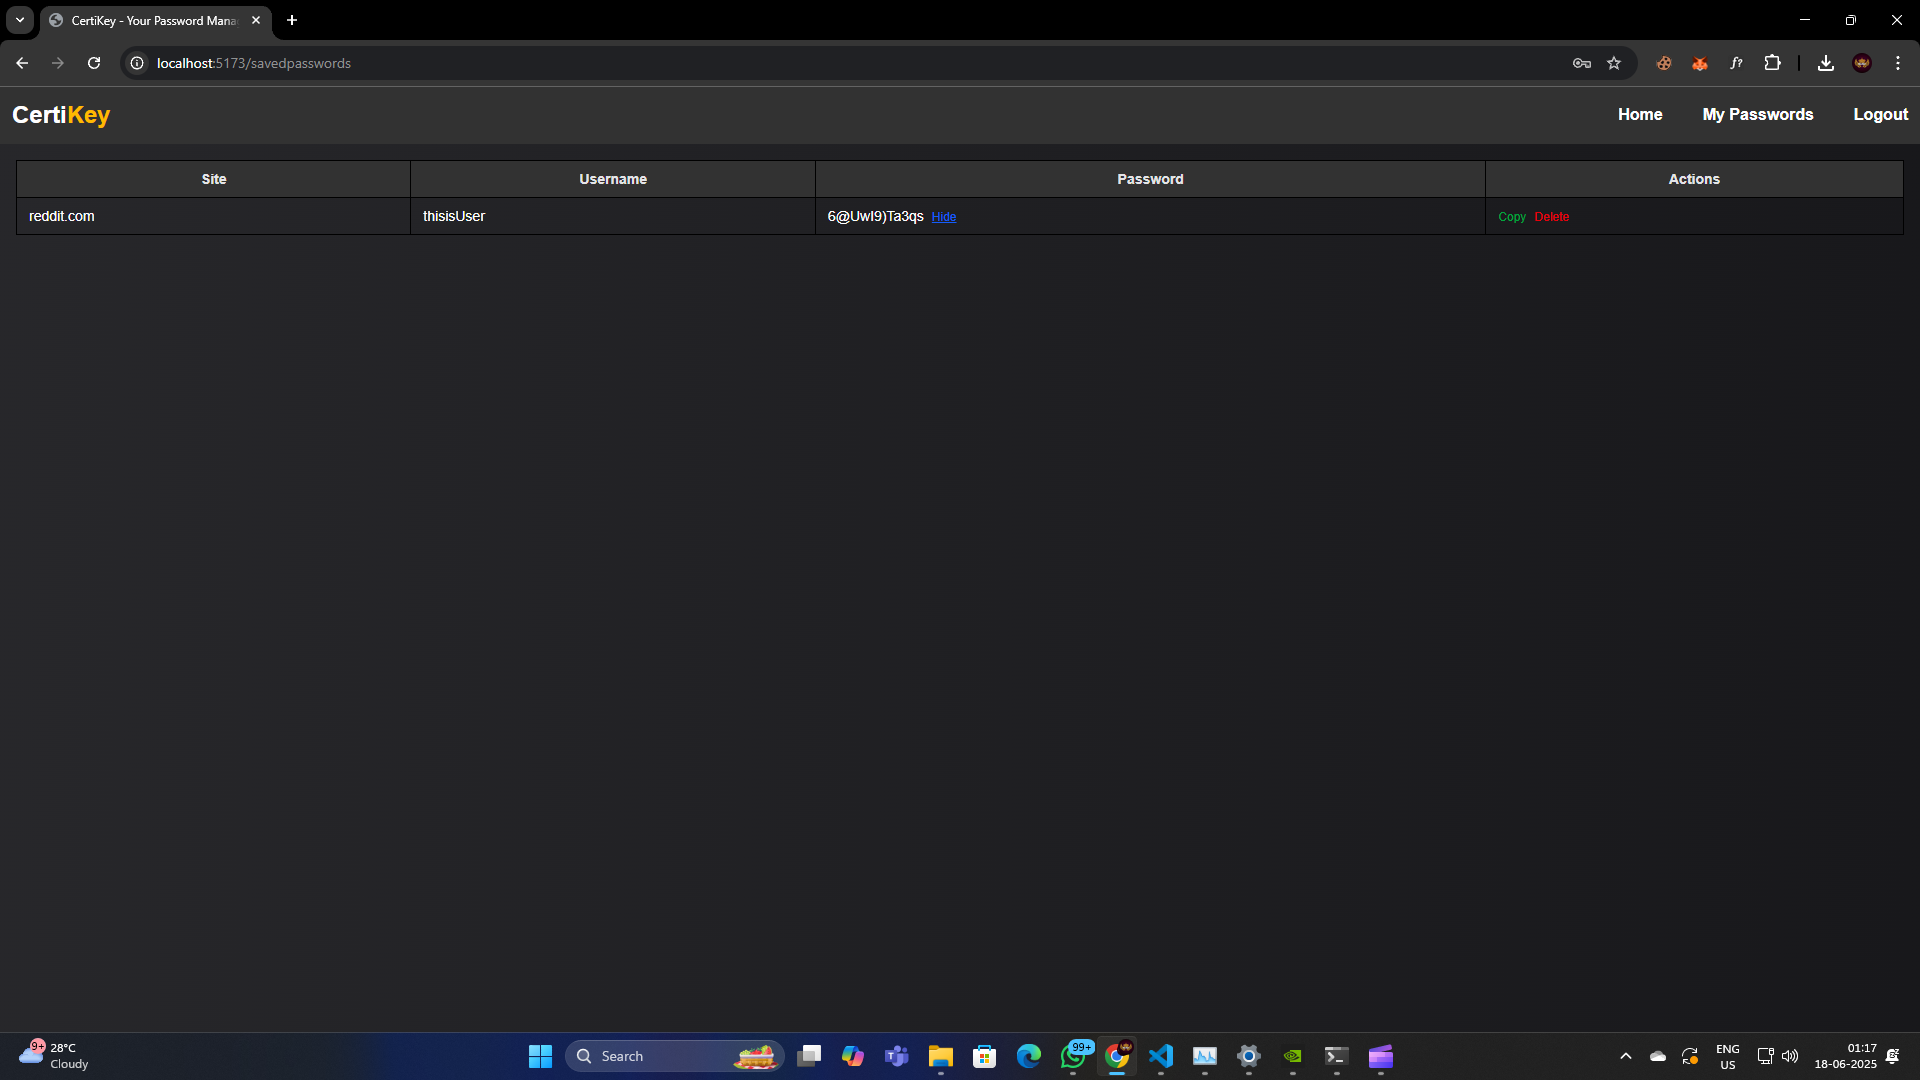 CertiKey - Your Password Mana
localhost:5173/savedpasswords
CertiKey
Home My Passwords Logout
Site Username Password Actions
reddit.com thisisUser 6@UwI9)Ta3qs Hide Copy Delete
9+
28°C
Cloudy
Search
99+
ENG
US
01:17
18-06-2025